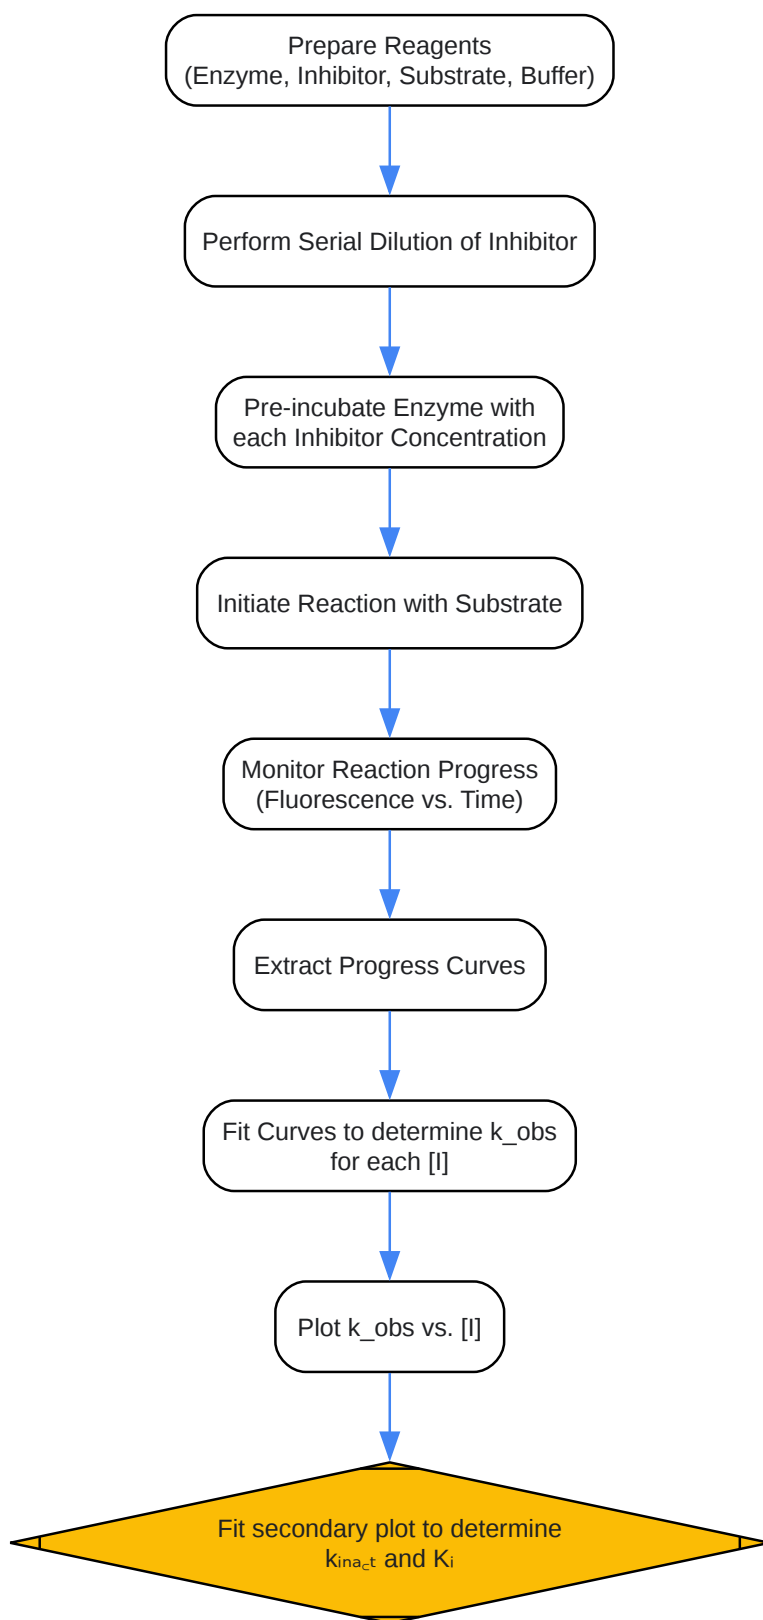 Prepare Reagents
(Enzyme, Inhibitor, Substrate, Buffer)
Perform Serial Dilution of Inhibitor
Pre-incubate Enzyme with
each Inhibitor Concentration
Initiate Reaction with Substrate
Monitor Reaction Progress
(Fluorescence vs. Time)
Extract Progress Curves
Fit Curves to determine k_obs
for each [I]
Plot k_obs vs. [I]
Fit secondary plot to determine
kᵢₙₐ꜀ₜ and Kᵢ